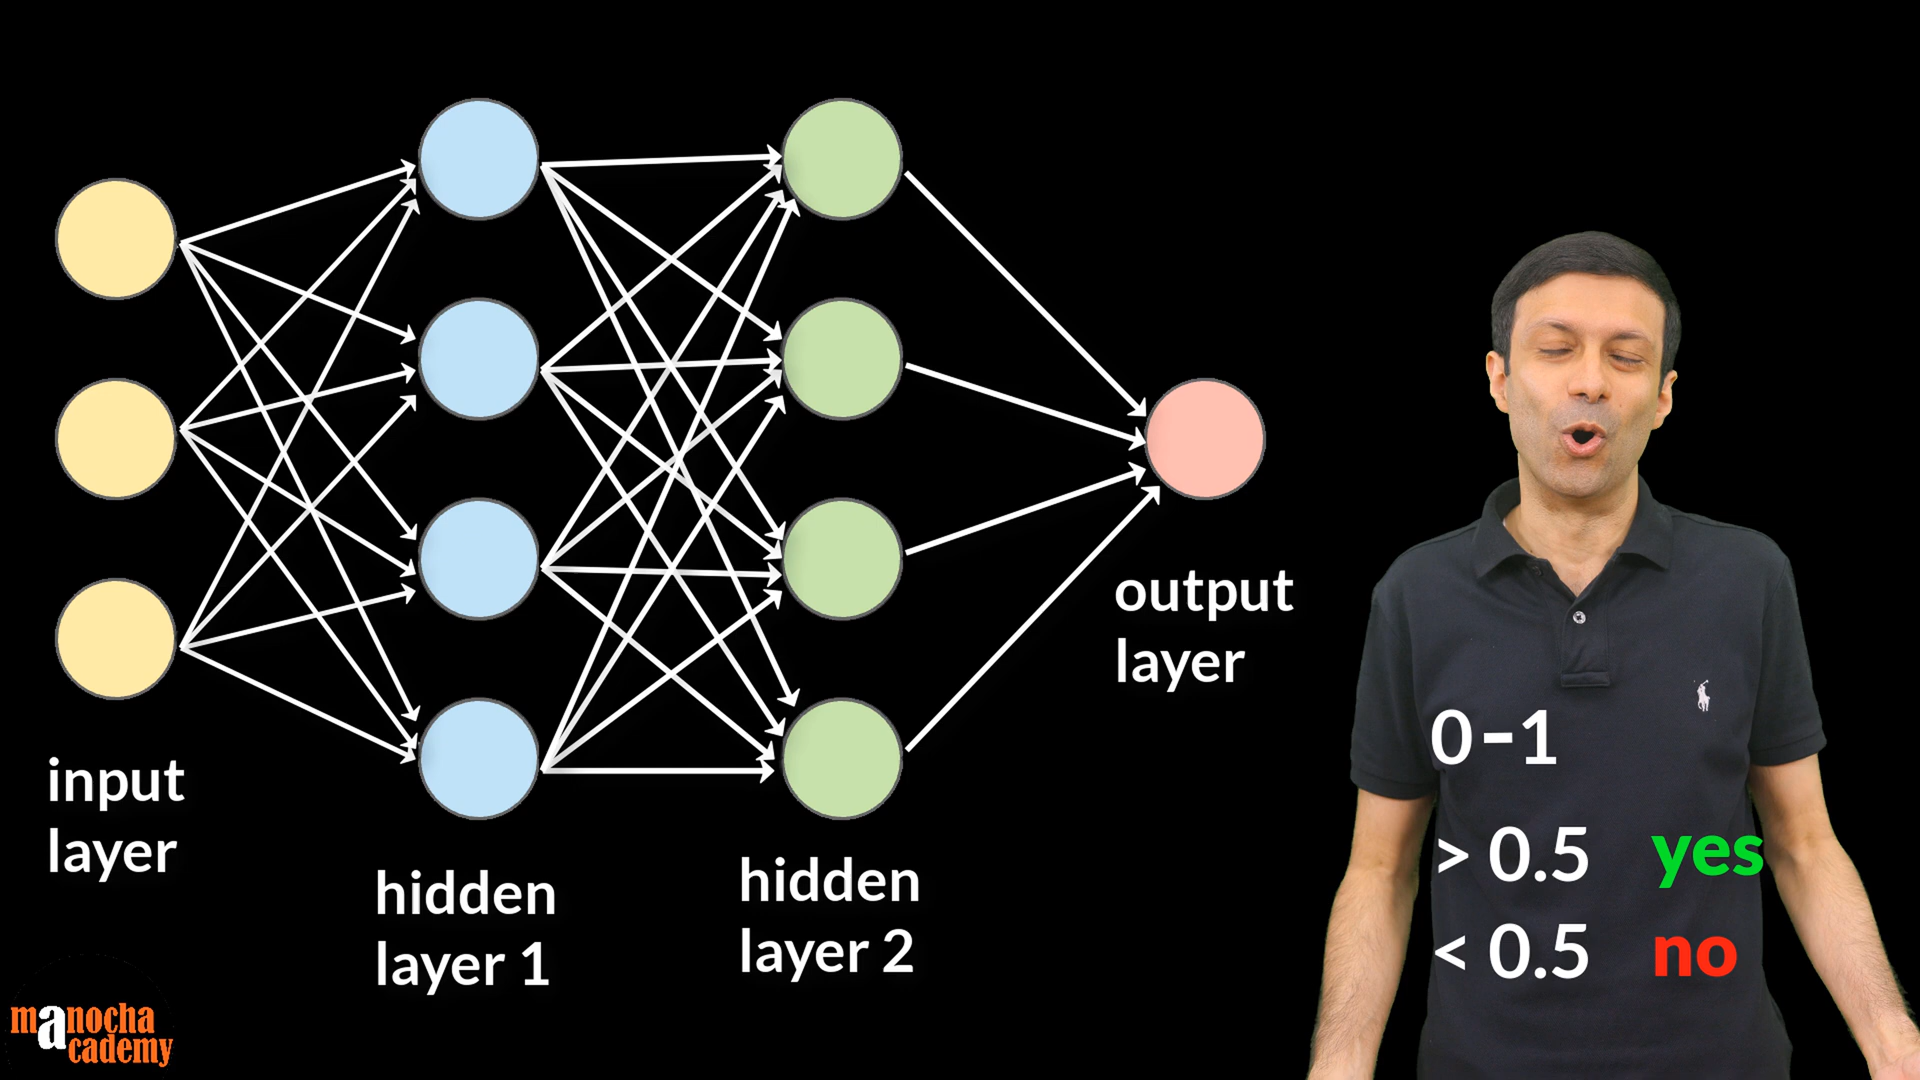 input
layer
hidden
layer 1
hidden
layer 2
output
layer
0-1
> 0.5 yes
< 0.5 no
manocha
academy